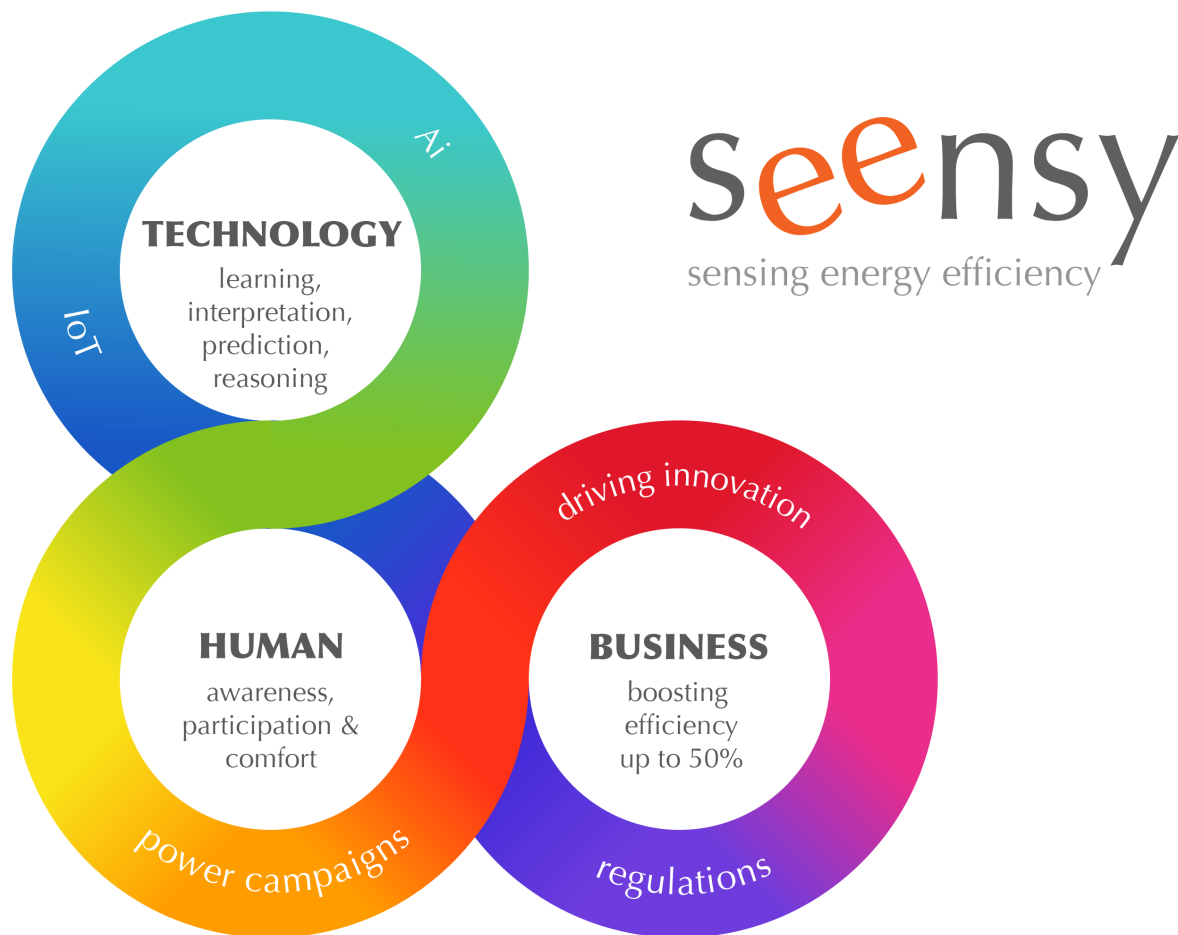 Ai
TECHNOLOGY
learning,
interpretation,
prediction,
reasoning
IoT
seensy
sensing energy efficiency
driving innovation
HUMAN
awareness,
participation &
comfort
BUSINESS
boosting
efficiency
up to 50%
power campaigns
regulations